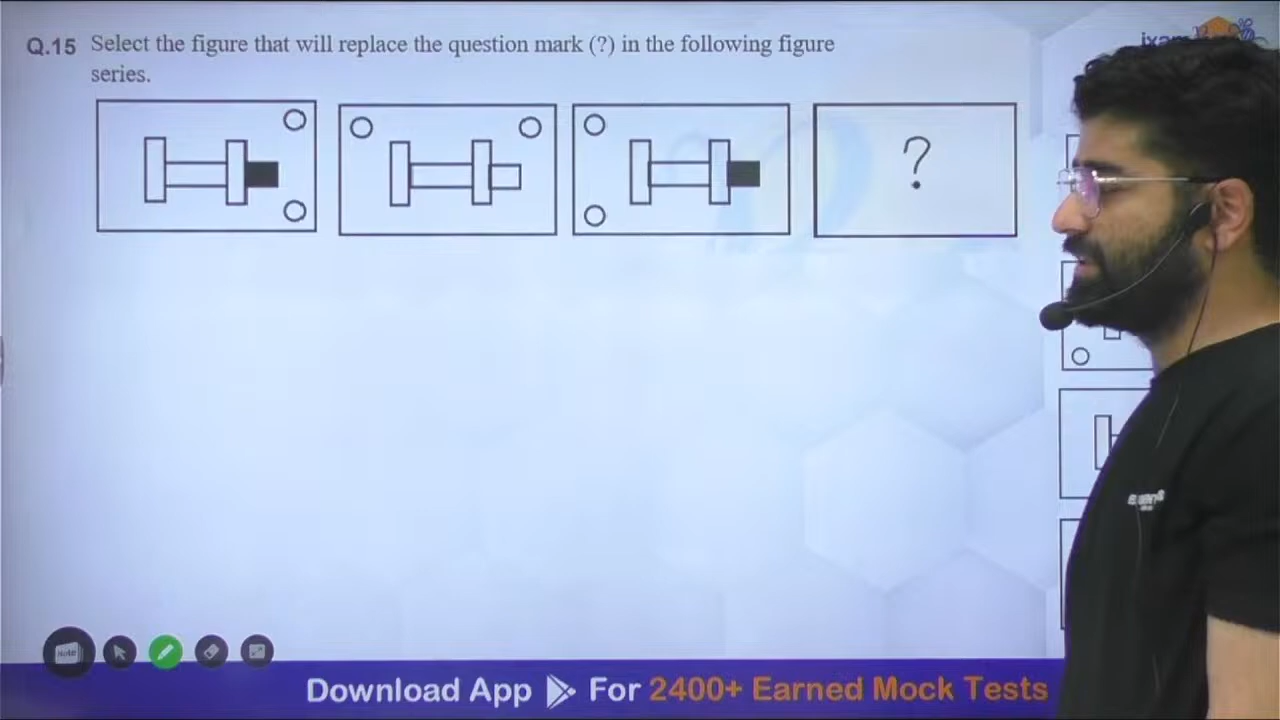 Q.15 Select the figure that will replace the question mark (?) in the following figure
series.
?
Note
Download App For 2400+ Earned Mock Tests